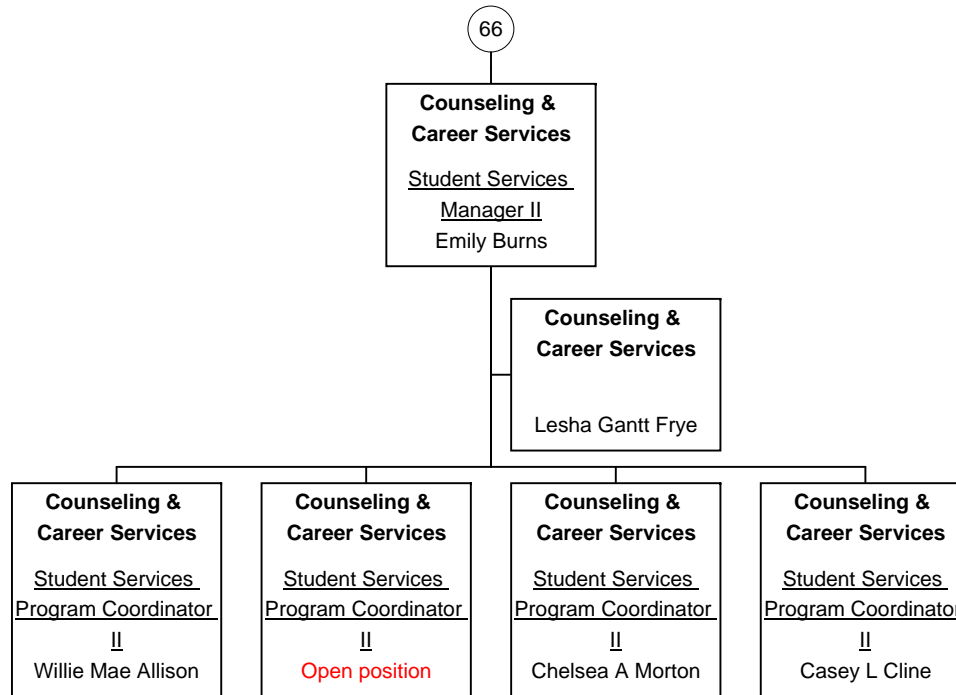 66
Counseling &
Career Services
Student Services
Manager II
Emily Burns
Counseling &
Career Services
Lesha Gantt Frye
Counseling &
Career Services
Student Services
Program Coordinator
II
Willie Mae Allison
Counseling &
Career Services
Student Services
Program Coordinator
II
Open position
Counseling &
Career Services
Student Services
Program Coordinator
II
Chelsea A Morton
Counseling &
Career Services
Student Services
Program Coordinator
II
Casey L Cline